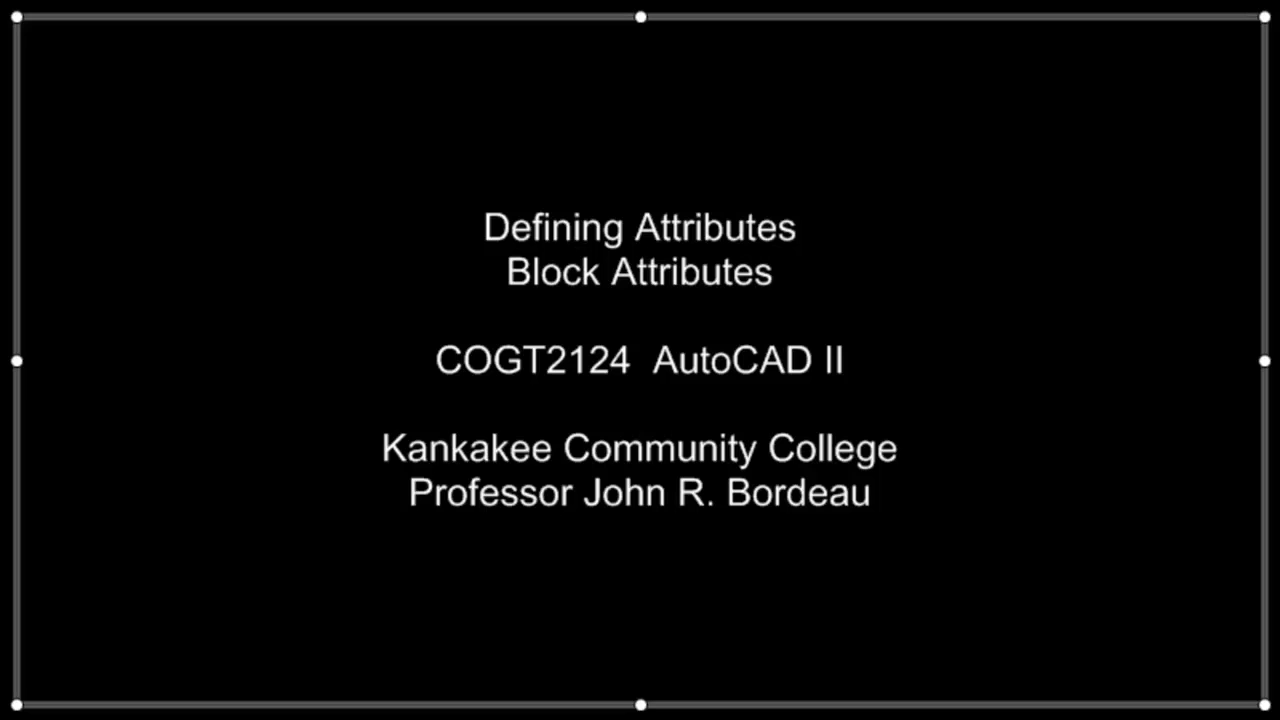 Defining Attributes
Block Attributes
COGT2124 AutoCAD II
Kankakee Community College
Professor John R. Bordeau